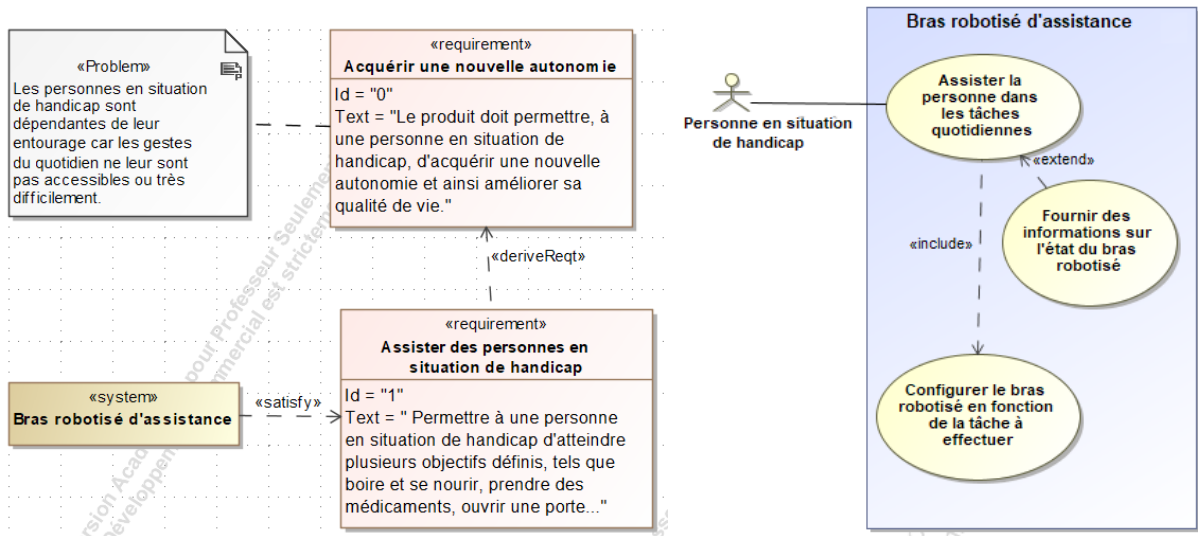 «Problem»
Les personnes en situation
de handicap sont
dépendantes de leur
entourage car les gestes
du quotidien ne leur sont
pas accessibles ou très
difficilement.
«requirement»
Acquérir une nouvelle autonomie
Id = "0"
Text = "Le produit doit permettre, à
une personne en situation de
handicap, d'acquérir une nouvelle
autonomie et ainsi améliorer sa
qualité de vie."
«deriveReqt»
«requirement»
Assister des personnes en
situation de handicap
Id = "1"
Text = " Permettre à une personne
en situation de handicap d'atteindre
plusieurs objectifs définis, tels que
boire et se nourir, prendre des
médicaments, ouvrir une porte..."
«system»
Bras robotisé d'assistance
«satisfy»
Bras robotisé d'assistance
Personne en situation
de handicap
Assister la
personne dans
les tâches
quotidiennes
«extend»
Fournir des
informations sur
l'état du bras
robotisé
«include»
Configurer le bras
robotisé en fonction
de la tâche à
effectuer